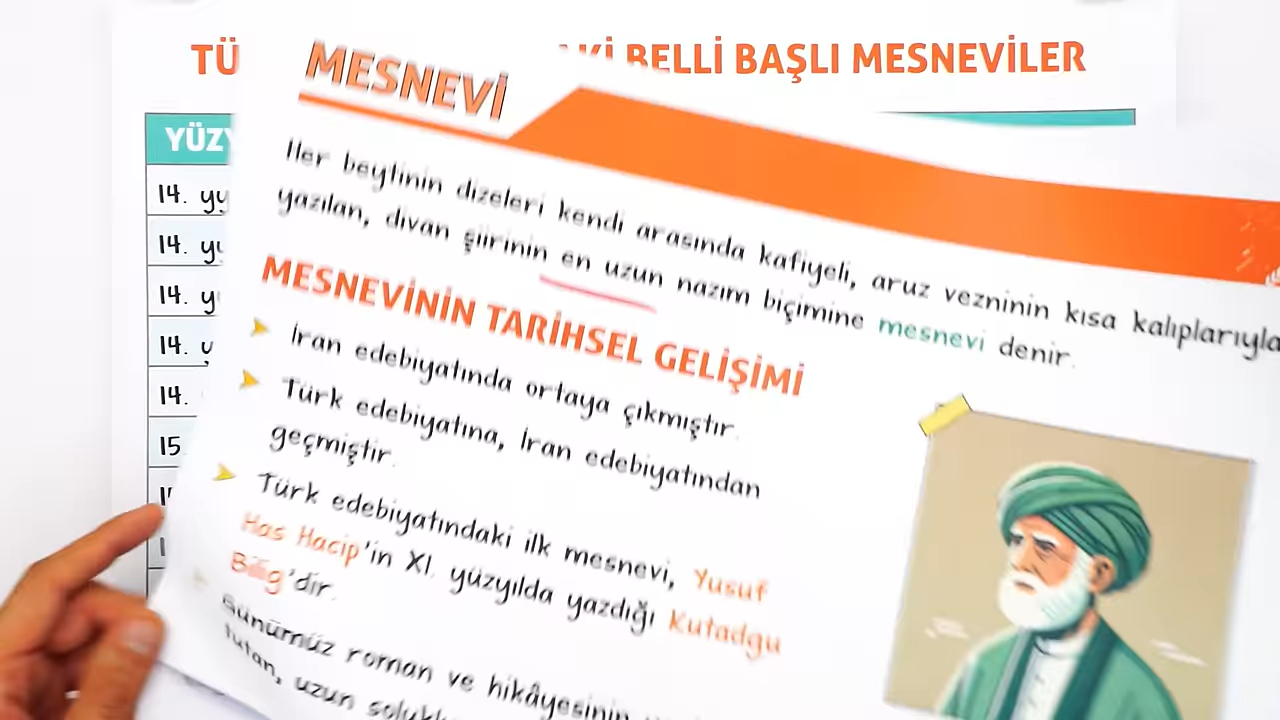 TÜ
BELLİ BAŞLI MESNEVİLER
YÜZY
14. yy
14. yy
14. y
14.
14.
15
MESNEVİ
Her beytinin dizeleri kendi arasında kafiyeli, aruz vezninin kısa kalıplarıyla
yazılan, divan şiirinin en uzun nazım biçimine mesnevi denir.
MESNEVİNİN TARİHSEL GELİŞİMİ
İran edebiyatında ortaya çıkmıştır.
Türk edebiyatına, İran edebiyatından
geçmiştir.
Türk edebiyatındaki ilk mesnevi, Yusuf
Has Hacip'in XI. yüzyılda yazdığı Kutadgu
Bilig'dir.
Günümüz roman ve hikâyesinin
tutan, uzun